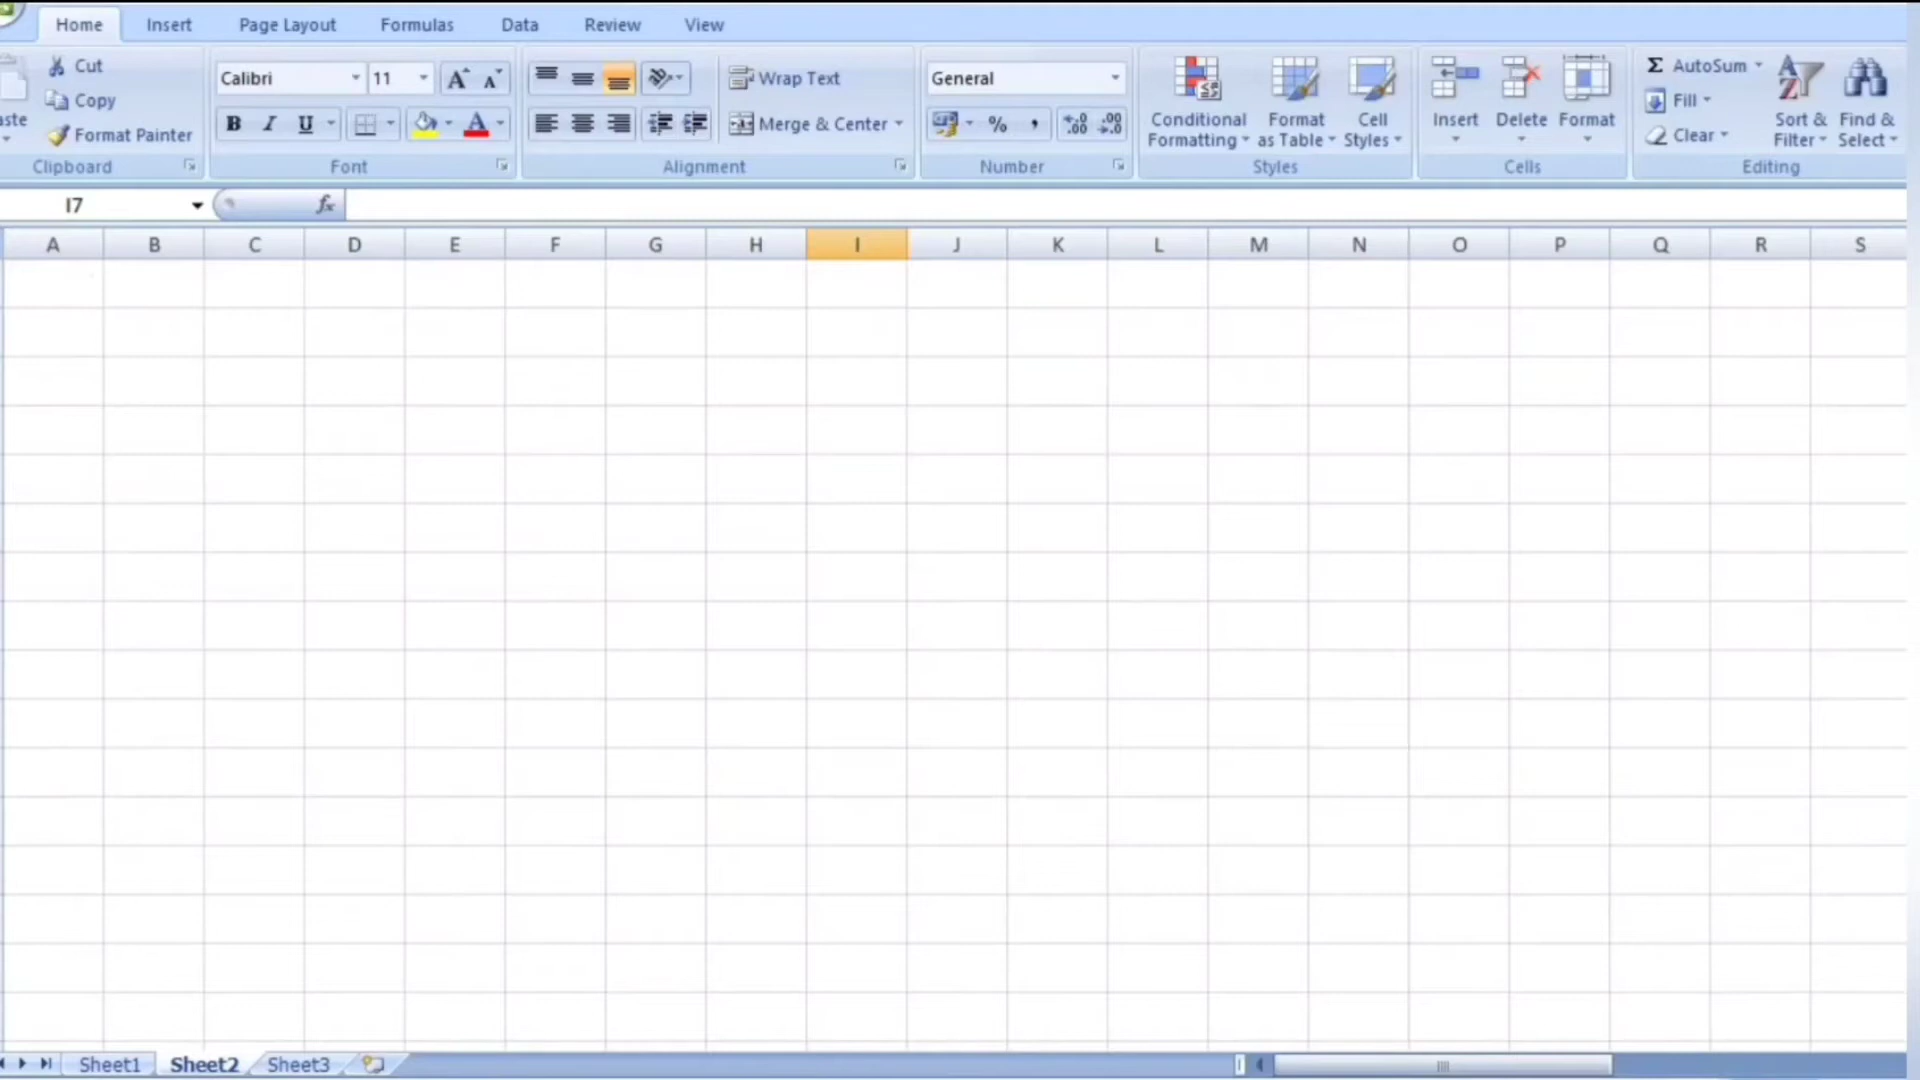 Home Insert Page Layout Formulas Data Review View
Cut
Copy
Format Painter
Clipboard
Calibri 11
B I U A
Font
Wrap Text
Merge & Center
Alignment
General
% ,
Number
Conditional Formatting
Format as Table
Cell Styles
Styles
Insert Delete Format
Cells
Σ AutoSum
Fill
Clear
Sort & Filter
Find & Select
Editing
I7 fx
A B C D E F G H I J K L M N O P Q R S
Sheet1 Sheet2 Sheet3